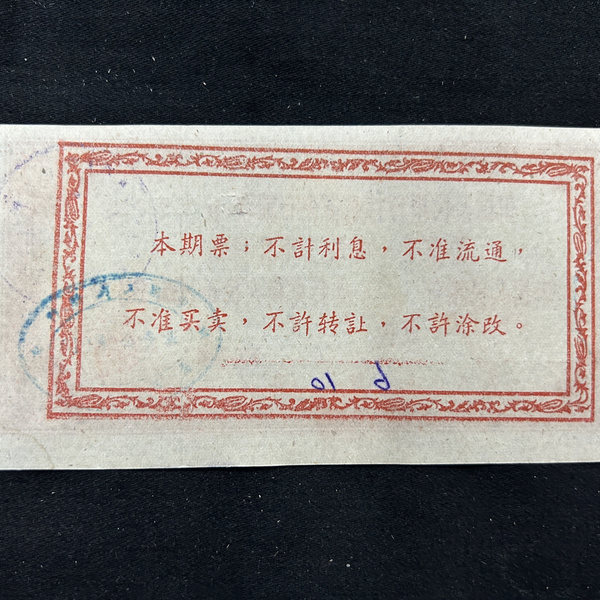 本期票；不計利息，不准流通，
不准买卖，不許转訨，不許涂改。